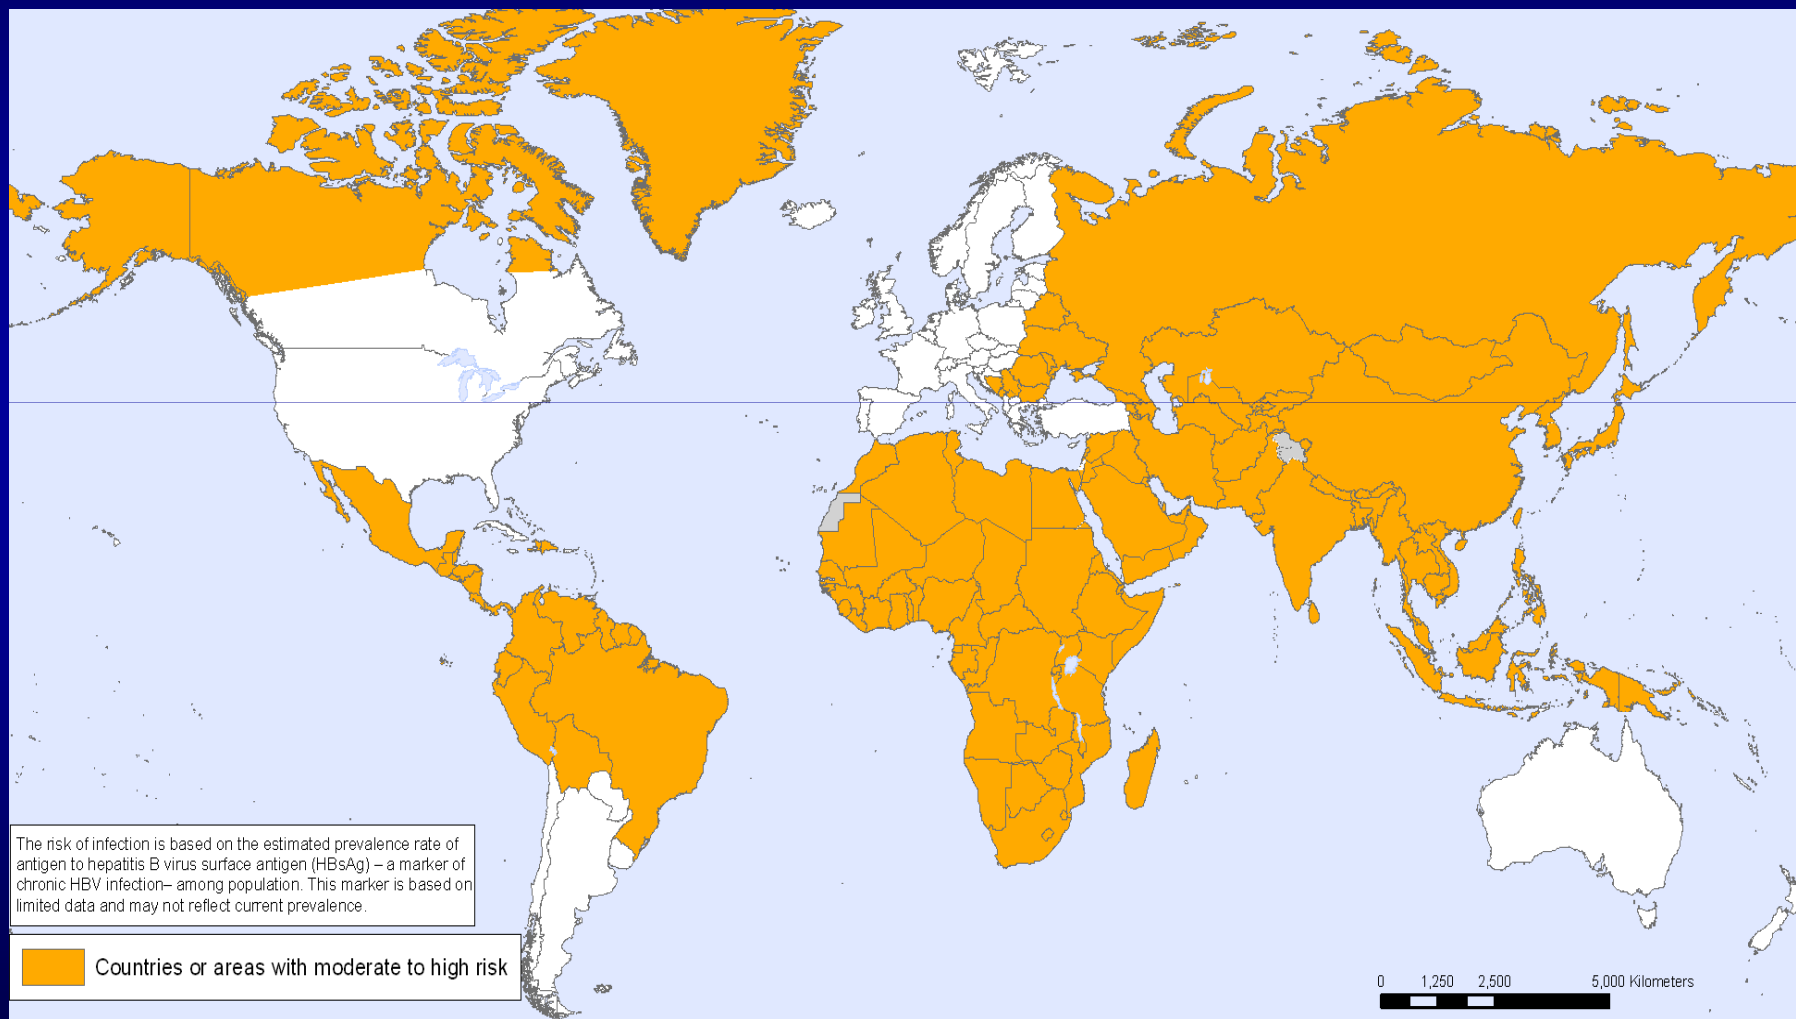 The risk of infection is based on the estimated prevalence rate of
antigen to hepatitis B virus surface antigen (HBsAg) – a marker of
chronic HBV infection– among population. This marker is based on
limited data and may not reflect current prevalence.
Countries or areas with moderate to high risk
0 1,250 2,500 5,000 Kilometers